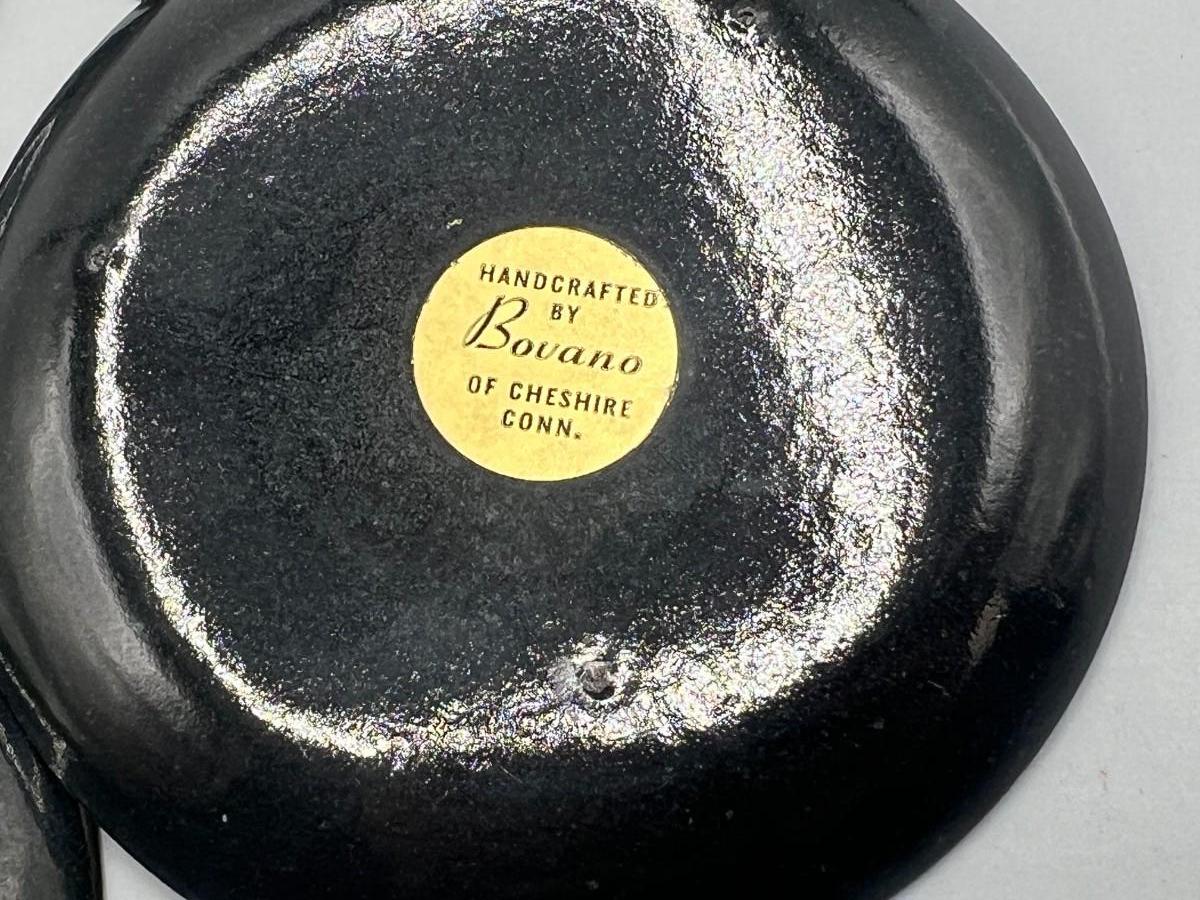 HANDCRAFTED
BY
Bovano
OF CHESHIRE
CONN.